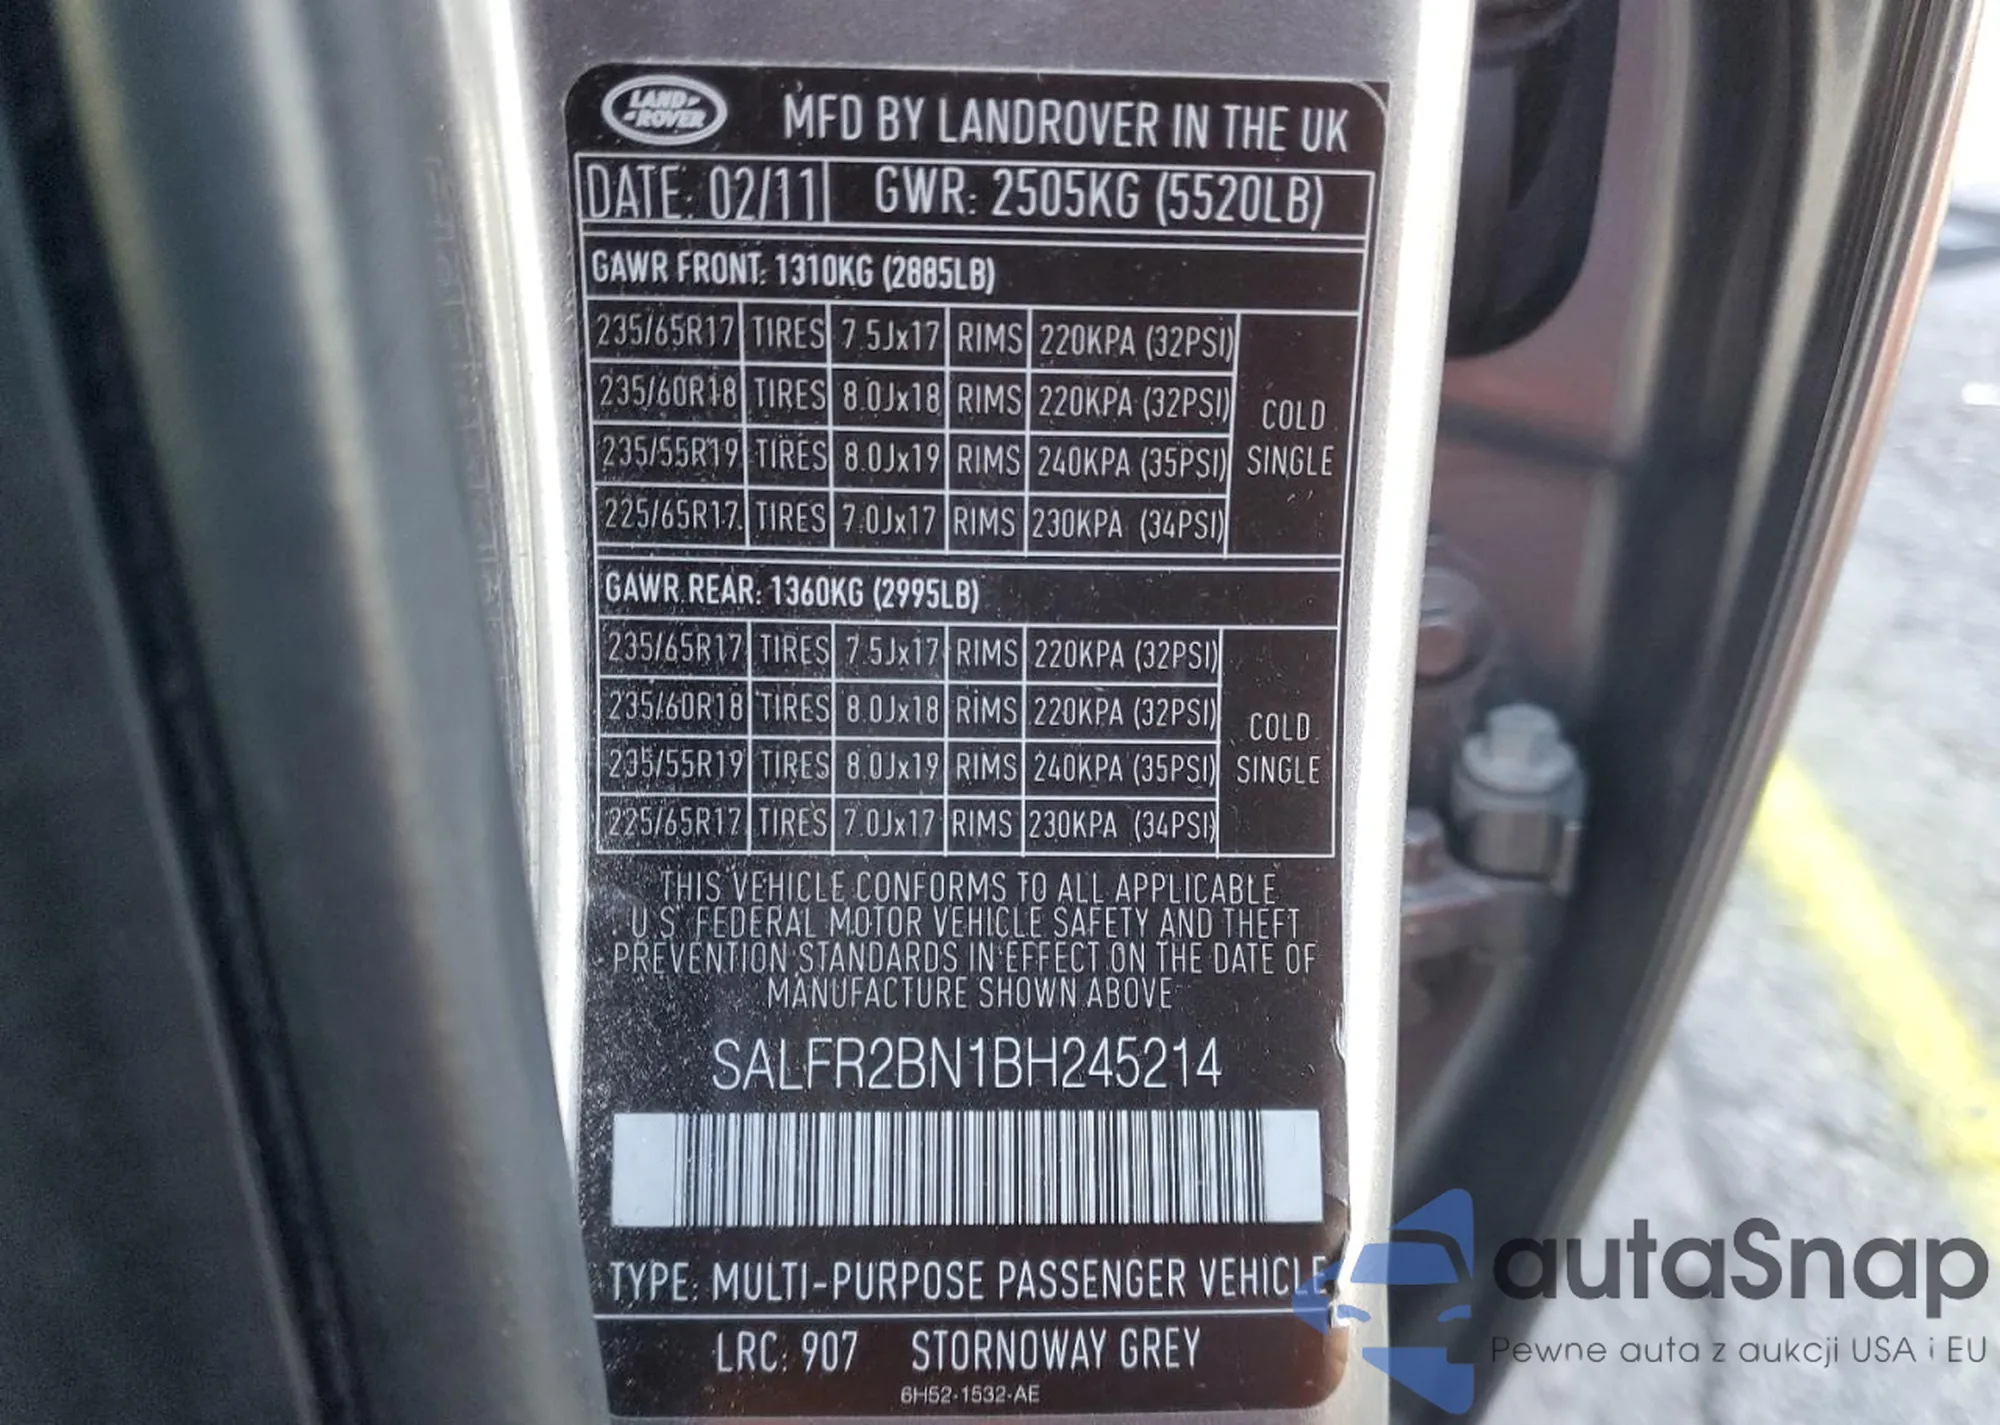 LAND-
-ROVER
MFD BY LANDROVER IN THE UK
DATE: 02/11 GWR: 2505KG (5520LB)
GAWR FRONT: 1310KG (2885LB)
235/65R17 TIRES 7.5Jx17 RIMS 220KPA (32PSI)
235/60R18 TIRES 8.0Jx18 RIMS 220KPA (32PSI)
235/55R19 TIRES 8.0Jx19 RIMS 240KPA (35PSI)
225/65R17 TIRES 7.0Jx17 RIMS 230KPA (34PSI)
COLD
SINGLE
GAWR REAR: 1360KG (2995LB)
235/65R17 TIRES 7.5Jx17 RIMS 220KPA (32PSI)
235/60R18 TIRES 8.0Jx18 RIMS 220KPA (32PSI)
235/55R19 TIRES 8.0Jx19 RIMS 240KPA (35PSI)
225/65R17 TIRES 7.0Jx17 RIMS 230KPA (34PSI)
COLD
SINGLE
THIS VEHICLE CONFORMS TO ALL APPLICABLE
U.S. FEDERAL MOTOR VEHICLE SAFETY AND THEFT
PREVENTION STANDARDS IN EFFECT ON THE DATE OF
MANUFACTURE SHOWN ABOVE
SALFR2BN1BH245214
TYPE: MULTI-PURPOSE PASSENGER VEHICLE
LRC: 907 STORNOWAY GREY
6H52-1532-AE
autaSnap
Pewne auta z aukcji USA i EU